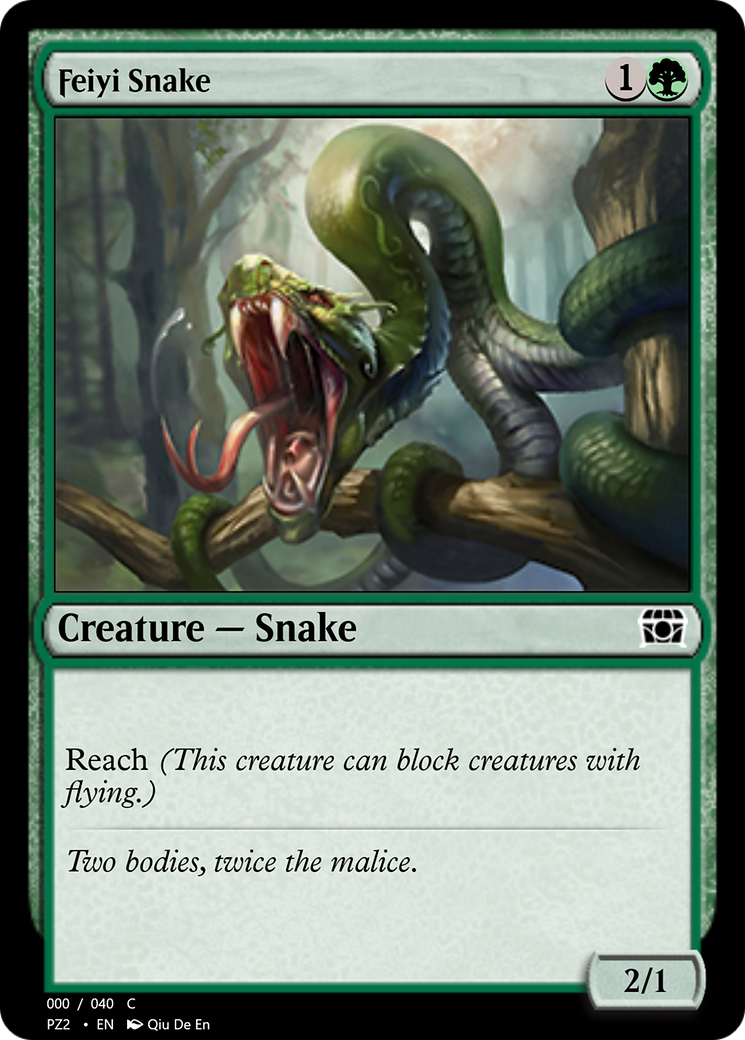 Feiyi Snake 1
Creature — Snake
Reach (This creature can block creatures with
flying.)
Two bodies, twice the malice.
2/1
000 / 040 C
PZ2 • EN Qiu De En